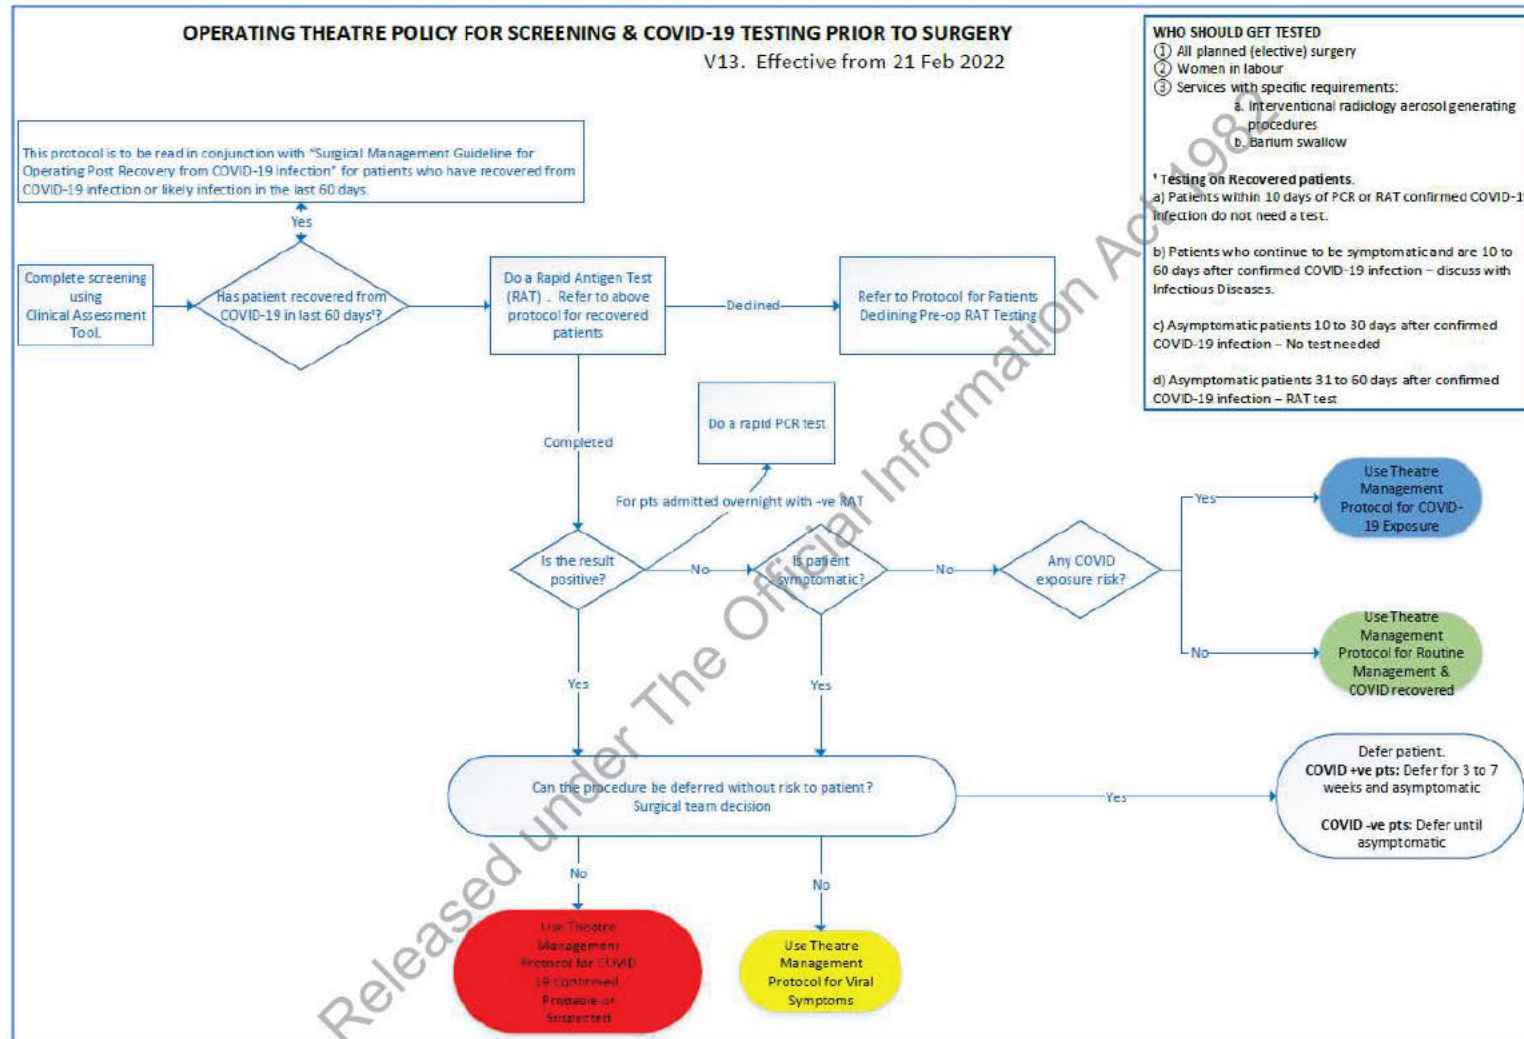 OPERATING THEATRE POLICY FOR SCREENING & COVID-19 TESTING PRIOR TO SURGERY
V13. Effective from 21 Feb 2022
WHO SHOULD GET TESTED
① All planned (elective) surgery
② Women in labour
③ Services with specific requirements:
a. Interventional radiology aerosol generating
procedures
b. Barium swallow
¹ Testing on Recovered patients.
a) Patients within 10 days of PCR or RAT confirmed COVID-19
infection do not need a test.
b) Patients who continue to be symptomatic and are 10 to
60 days after confirmed COVID-19 infection – discuss with
Infectious Diseases.
c) Asymptomatic patients 10 to 30 days after confirmed
COVID-19 infection – No test needed
d) Asymptomatic patients 31 to 60 days after confirmed
COVID-19 infection – RAT test
This protocol is to be read in conjunction with "Surgical Management Guideline for
Operating Post Recovery from COVID-19 Infection" for patients who have recovered from
COVID-19 infection or likely infection in the last 60 days.
Yes
Complete screening
using
Clinical Assessment
Tool.
Has patient recovered from
COVID-19 in last 60 days¹?
Do a Rapid Antigen Test
(RAT) . Refer to above
protocol for recovered
patients
Declined
Refer to Protocol for Patients
Declining Pre-op RAT Testing
Completed
Do a rapid PCR test
For pts admitted overnight with -ve RAT
Is the result
positive?
No
Is patient
symptomatic?
No
Any COVID
exposure risk?
Yes
Use Theatre
Management
Protocol for COVID-
19 Exposure
No
Use Theatre
Management
Protocol for Routine
Management &
COVID recovered
Yes
Yes
Can the procedure be deferred without risk to patient?
Surgical team decision
Yes
Defer patient.
COVID +ve pts: Defer for 3 to 7
weeks and asymptomatic
COVID -ve pts: Defer until
asymptomatic
No
No
Use Theatre
Management
Protocol for COVID
19 Confirmed
Probable or
Suspected
Use Theatre
Management
Protocol for Viral
Symptoms
Released under The Official Information Act 1982